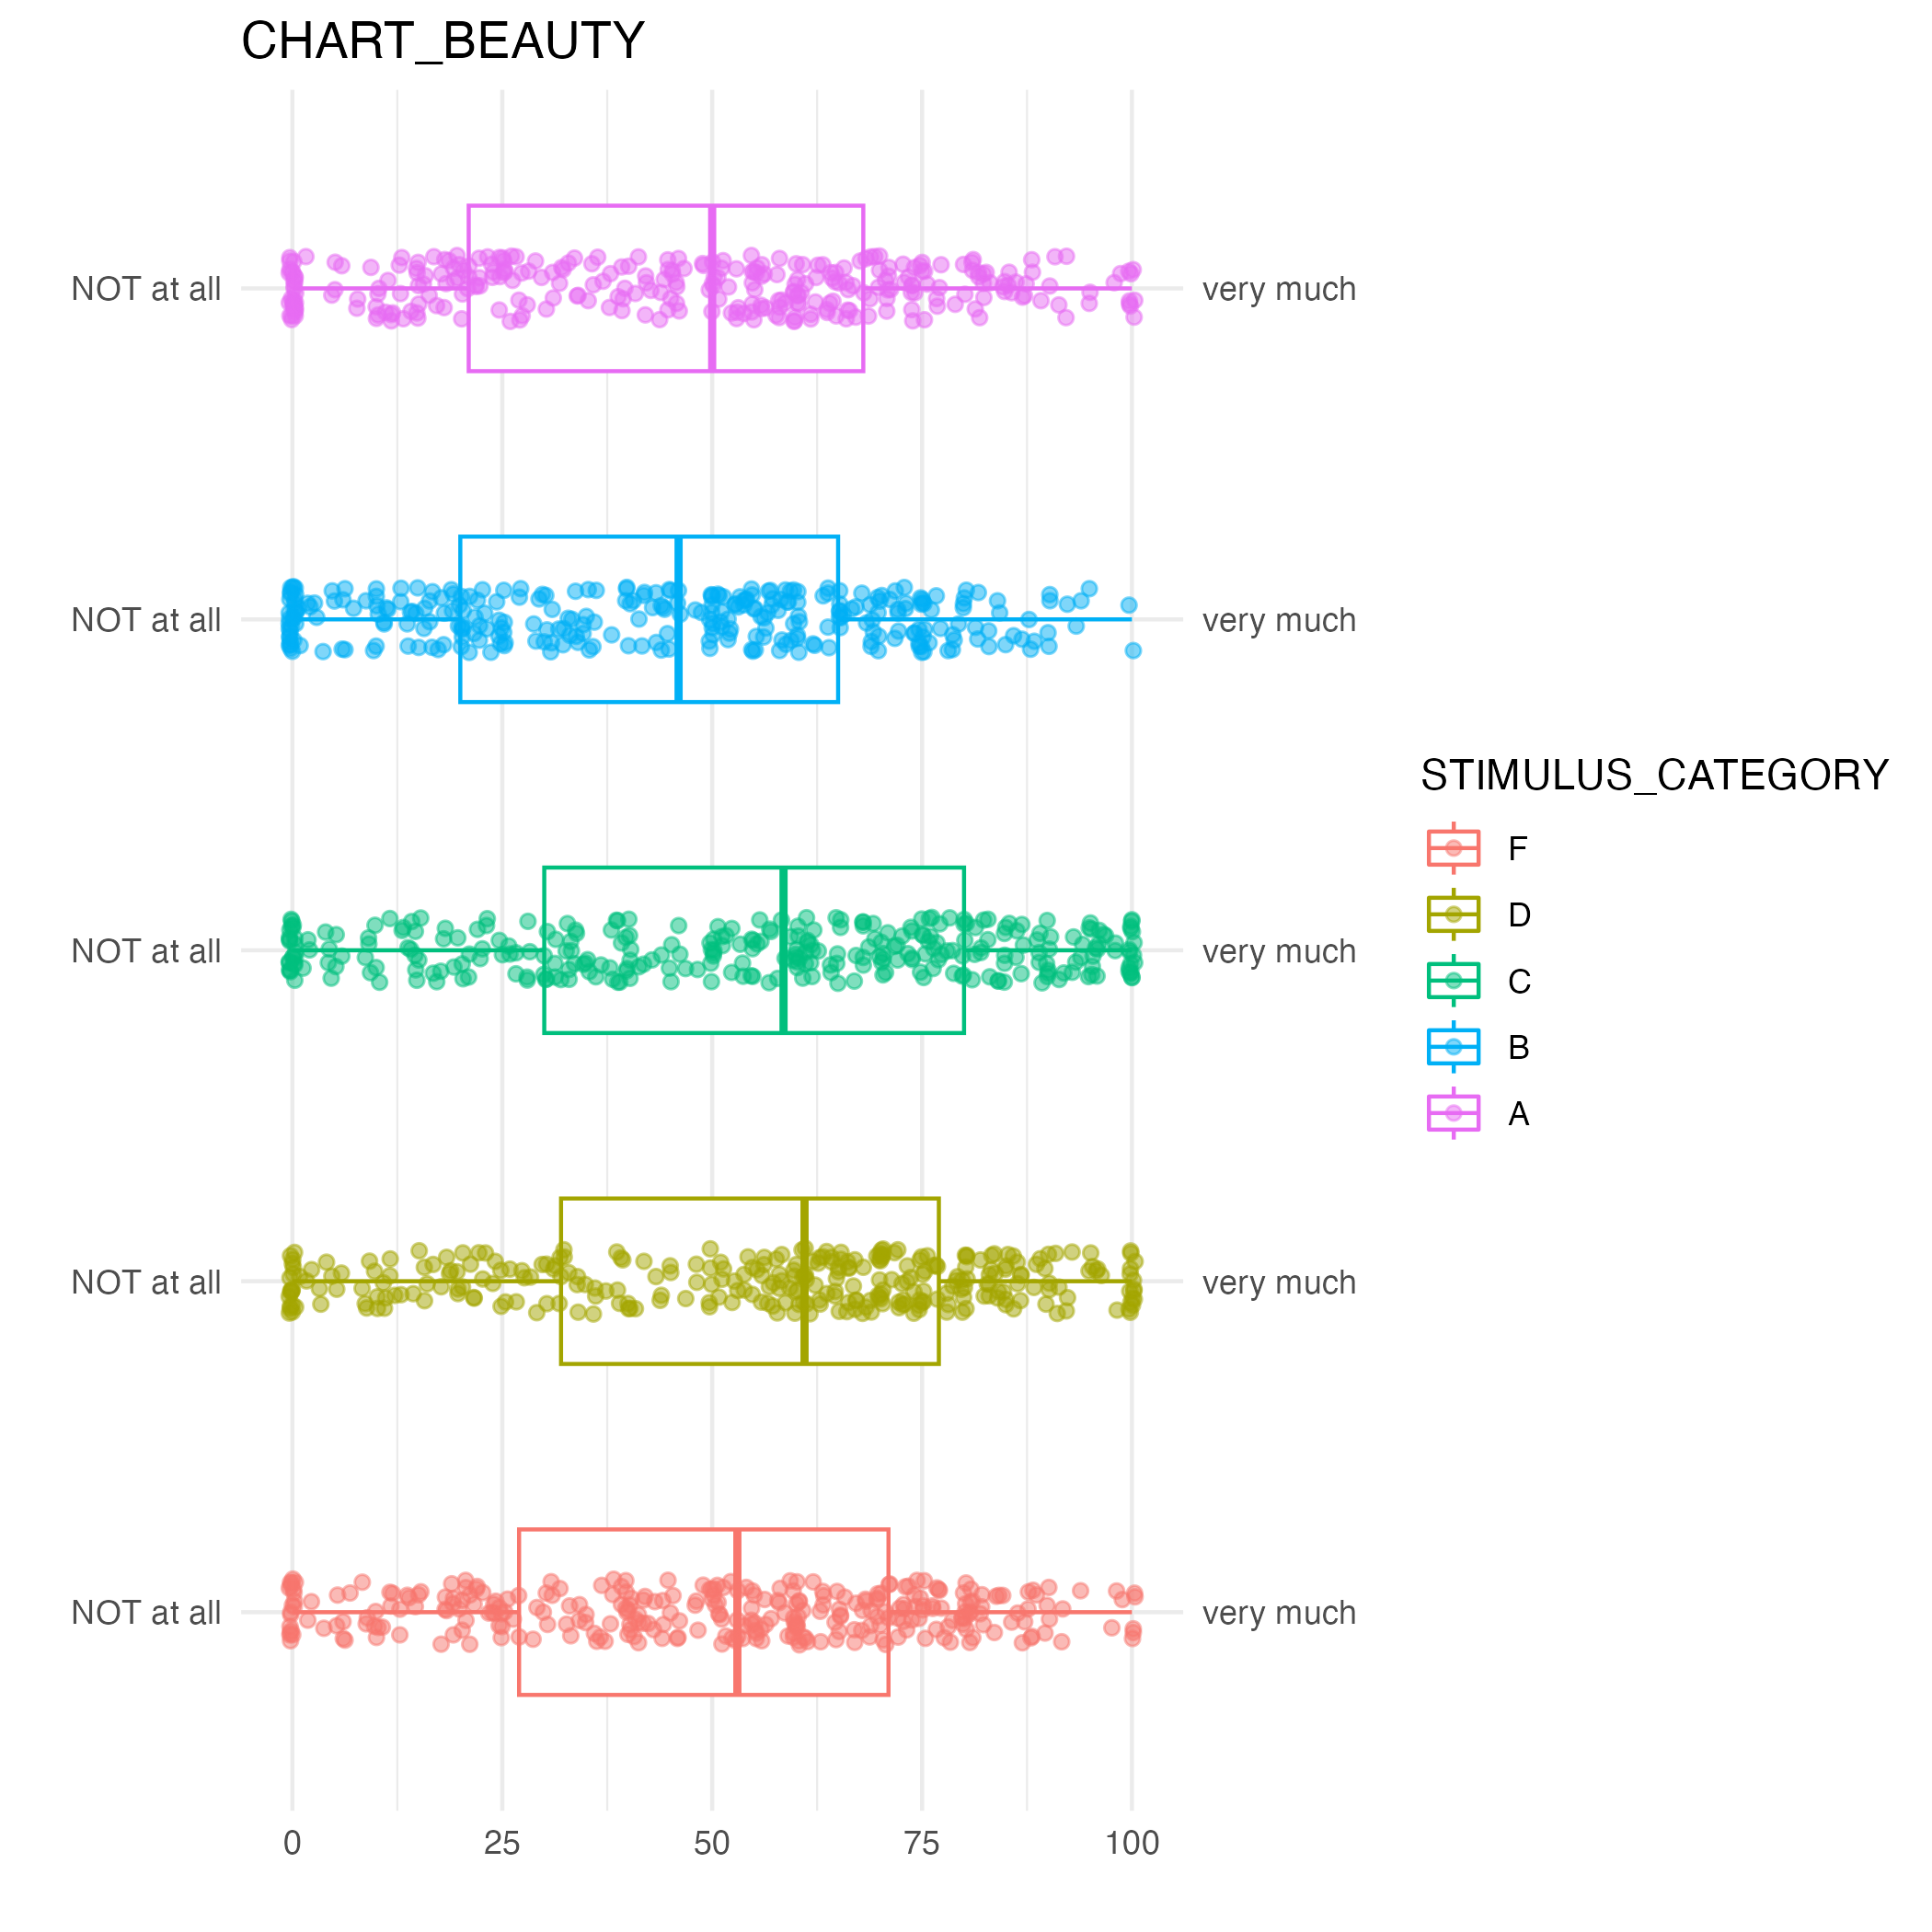 CHART_BEAUTY
NOT at all
very much
NOT at all
very much
NOT at all
very much
NOT at all
very much
NOT at all
very much
0 25 50 75 100
STIMULUS_CATEGORY
F
D
C
B
A